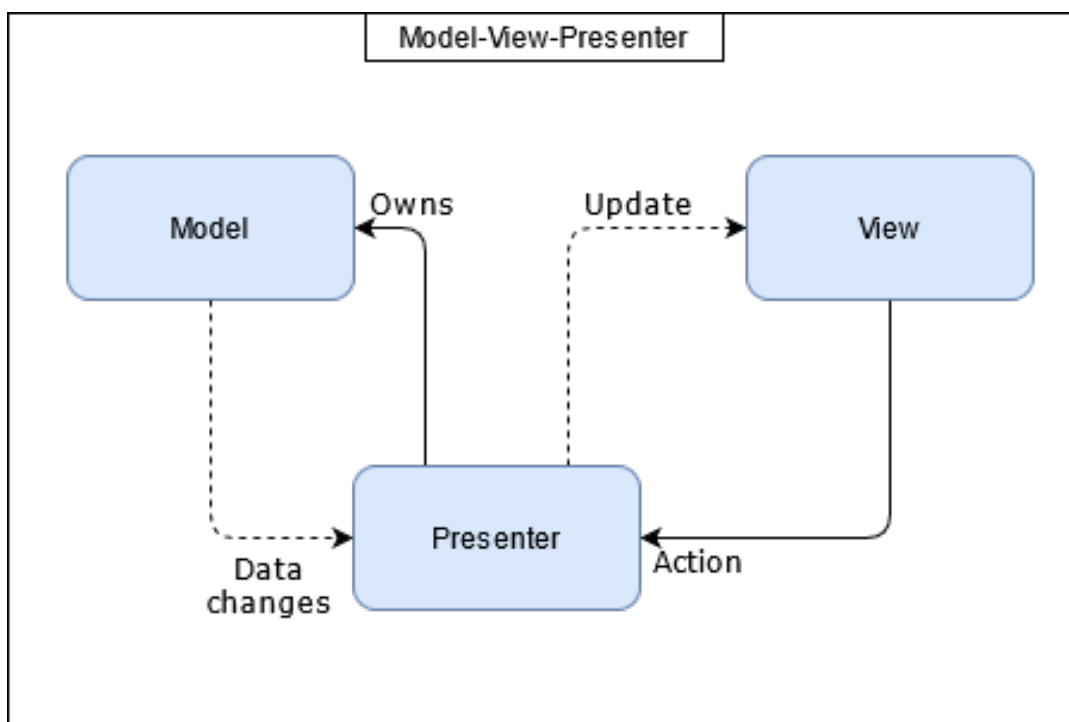 Model-View-Presenter
Owns
Update
Model
View
Presenter
Action
Data
changes